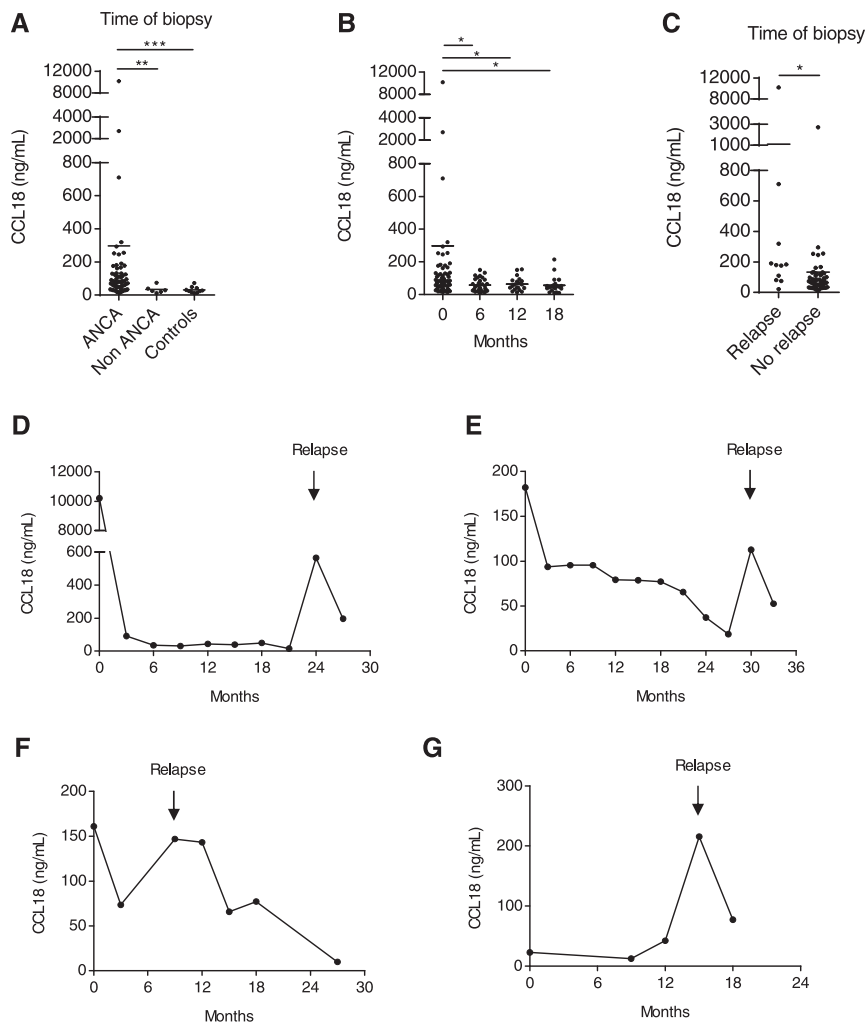 A
Time of biopsy
***
**
12000
8000
4000
2000
800
600
400
200
0
CCL18 (ng/mL)
ANCA
Non ANCA
Controls
B
*
*
*
12000
8000
4000
2000
800
600
400
200
0
CCL18 (ng/mL)
0 6 12 18
Months
C
Time of biopsy
*
12000
8000
3000
1000
800
600
400
200
0
CCL18 (ng/mL)
Relapse
No relapse
D
Relapse
12000
10000
8000
600
400
200
0
CCL18 (ng/mL)
0 6 12 18 24 30
Months
E
Relapse
200
150
100
50
0
CCL18 (ng/mL)
0 6 12 18 24 30 36
Months
F
Relapse
200
150
100
50
0
CCL18 (ng/mL)
0 6 12 18 24 30
Months
G
Relapse
300
200
100
0
CCL18 (ng/mL)
0 6 12 18 24
Months